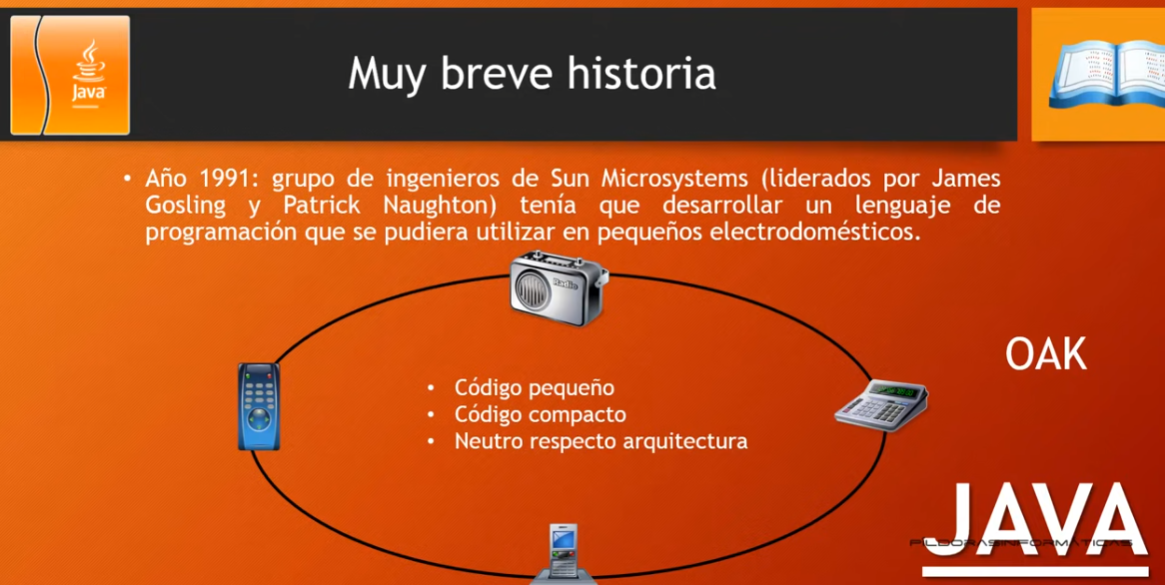 Java
Muy breve historia
• Año 1991: grupo de ingenieros de Sun Microsystems (liderados por James
Gosling y Patrick Naughton) tenía que desarrollar un lenguaje de
programación que se pudiera utilizar en pequeños electrodomésticos.
Radio
OAK
• Código pequeño
• Código compacto
• Neutro respecto arquitectura
JAVA
PILDORASINFORMATICAS